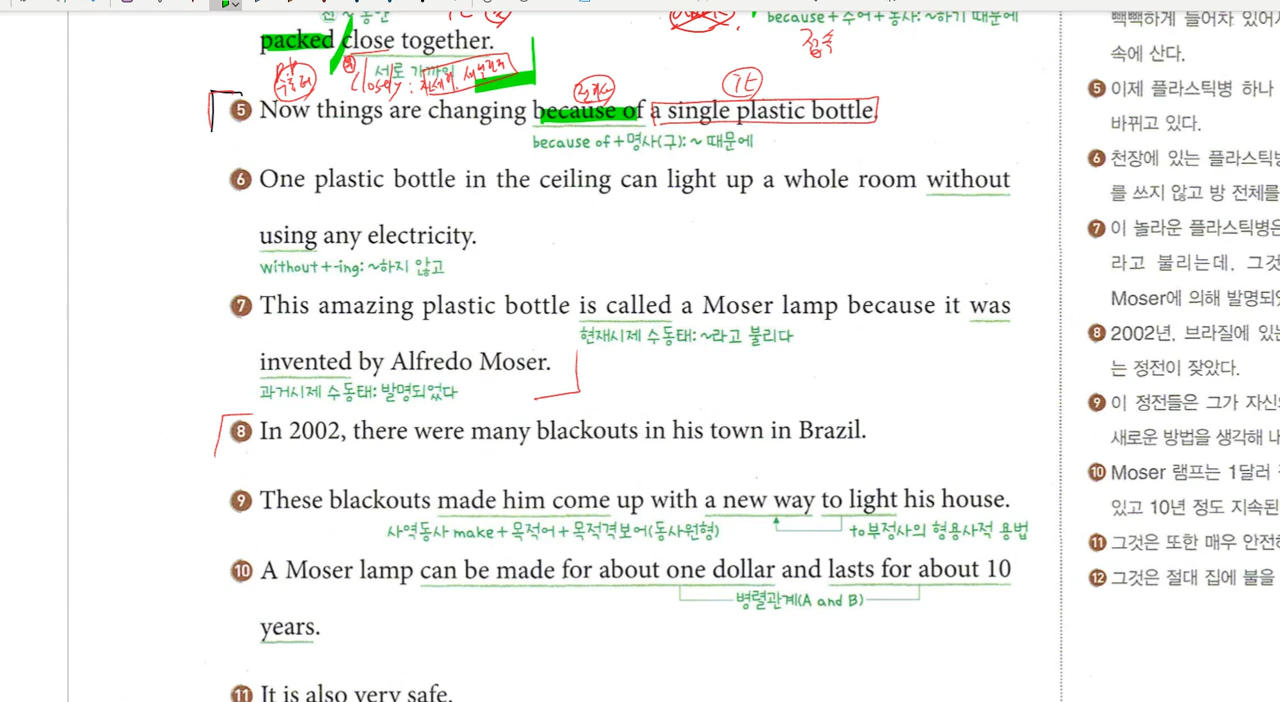 because+주어+동사: ~하기 때문에
packed close together.
접속
closely :
전치사
⑤ Now things are changing because of a single plastic bottle.
because of+명사(구): ~ 때문에
⑥ One plastic bottle in the ceiling can light up a whole room without
using any electricity.
without+-ing: ~하지 않고
⑦ This amazing plastic bottle is called a Moser lamp because it was
현재시제 수동태: ~라고 불리다
invented by Alfredo Moser.
과거시제 수동태: 발명되었다
⑧ In 2002, there were many blackouts in his town in Brazil.
⑨ These blackouts made him come up with a new way to light his house.
사역동사 make+목적어+목적격보어(동사원형)
to부정사의 형용사적 용법
⑩ A Moser lamp can be made for about one dollar and lasts for about 10
병렬관계(A and B)
years.
⑪ It is also very safe.
빽빽하게 들어차 있어
속에 산다.
⑤ 이제 플라스틱병 하나
바뀌고 있다.
⑥ 천장에 있는 플라스틱병
를 쓰지 않고 방 전체를
⑦ 이 놀라운 플라스틱병은
라고 불리는데, 그것
Moser에 의해 발명되었
⑧ 2002년, 브라질에 있는
는 정전이 잦았다.
⑨ 이 정전들은 그가 자신
새로운 방법을 생각해 내
⑩ Moser 램프는 1달러
있고 10년 정도 지속된
⑪ 그것은 또한 매우 안전
⑫ 그것은 절대 집에 불을